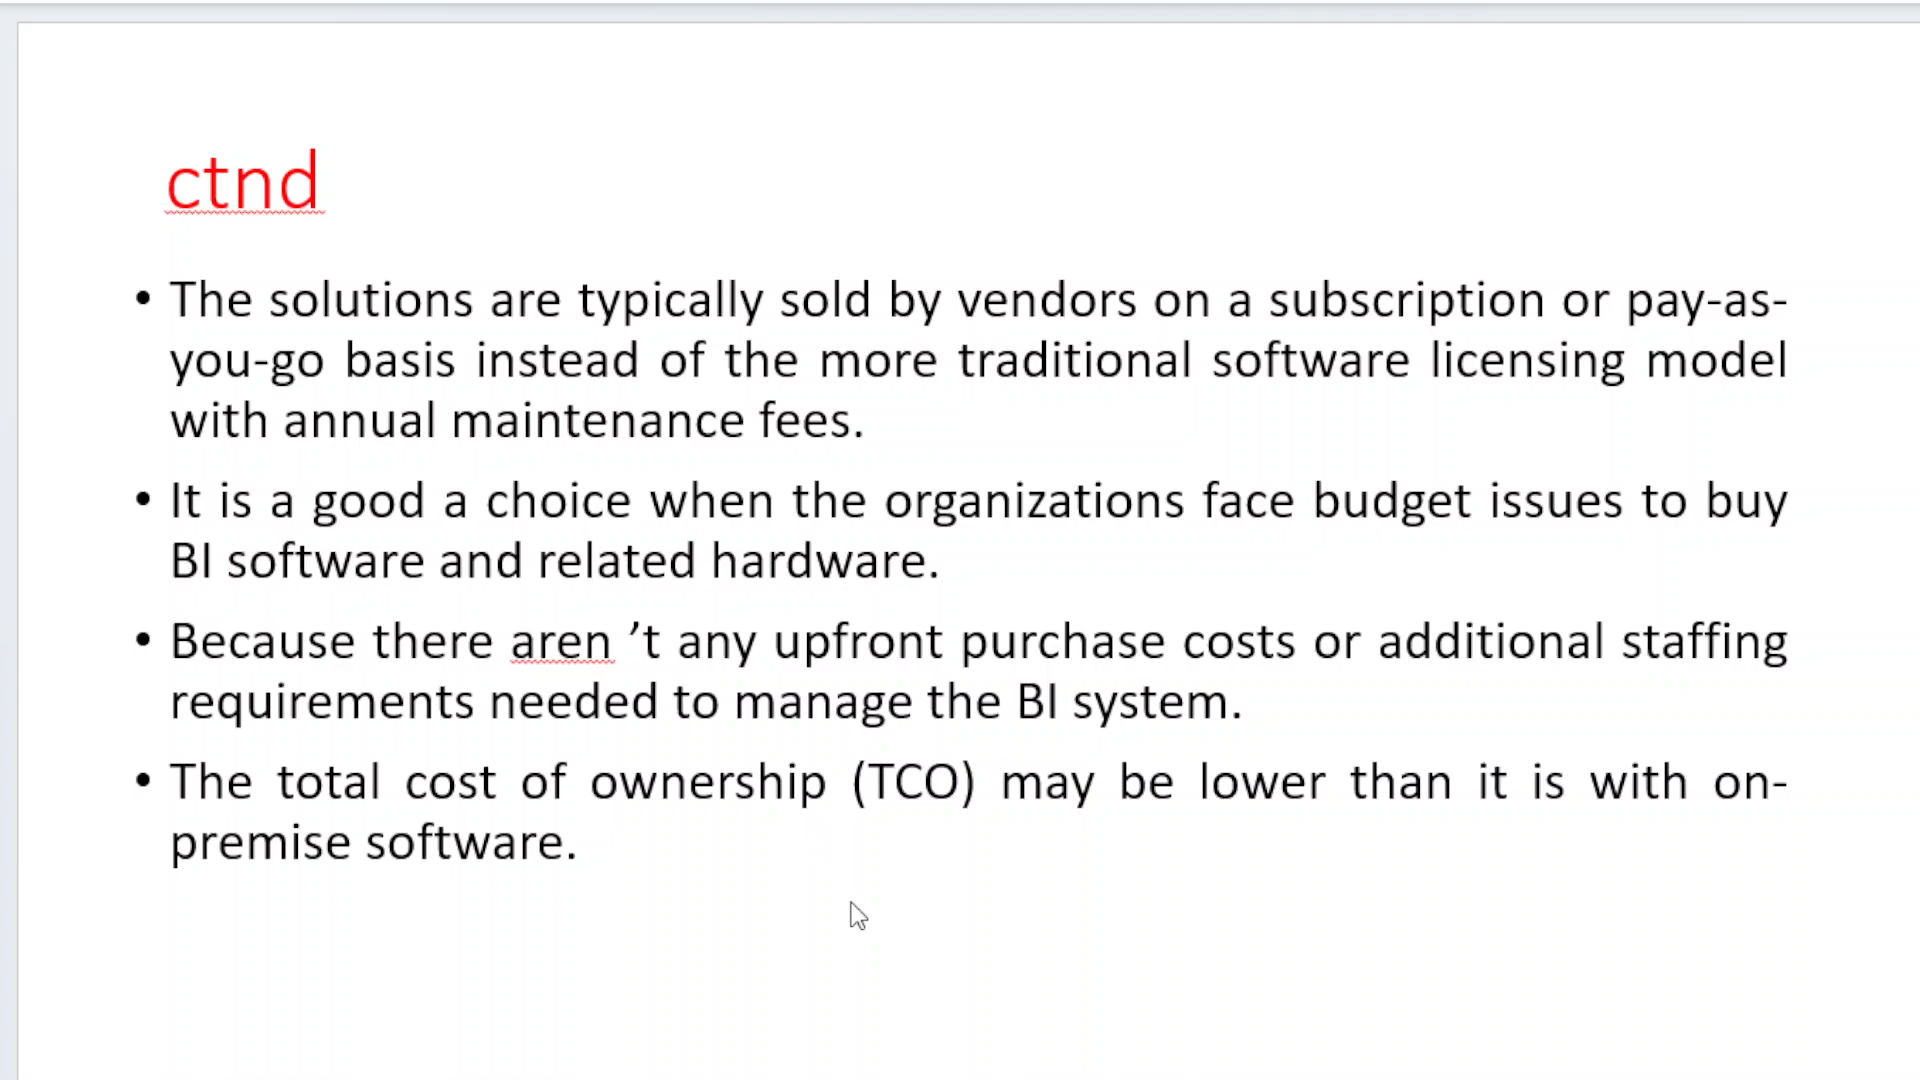 ctnd
• The solutions are typically sold by vendors on a subscription or pay-as-
you-go basis instead of the more traditional software licensing model
with annual maintenance fees.
• It is a good a choice when the organizations face budget issues to buy
BI software and related hardware.
• Because there aren ’t any upfront purchase costs or additional staffing
requirements needed to manage the BI system.
• The total cost of ownership (TCO) may be lower than it is with on-
premise software.